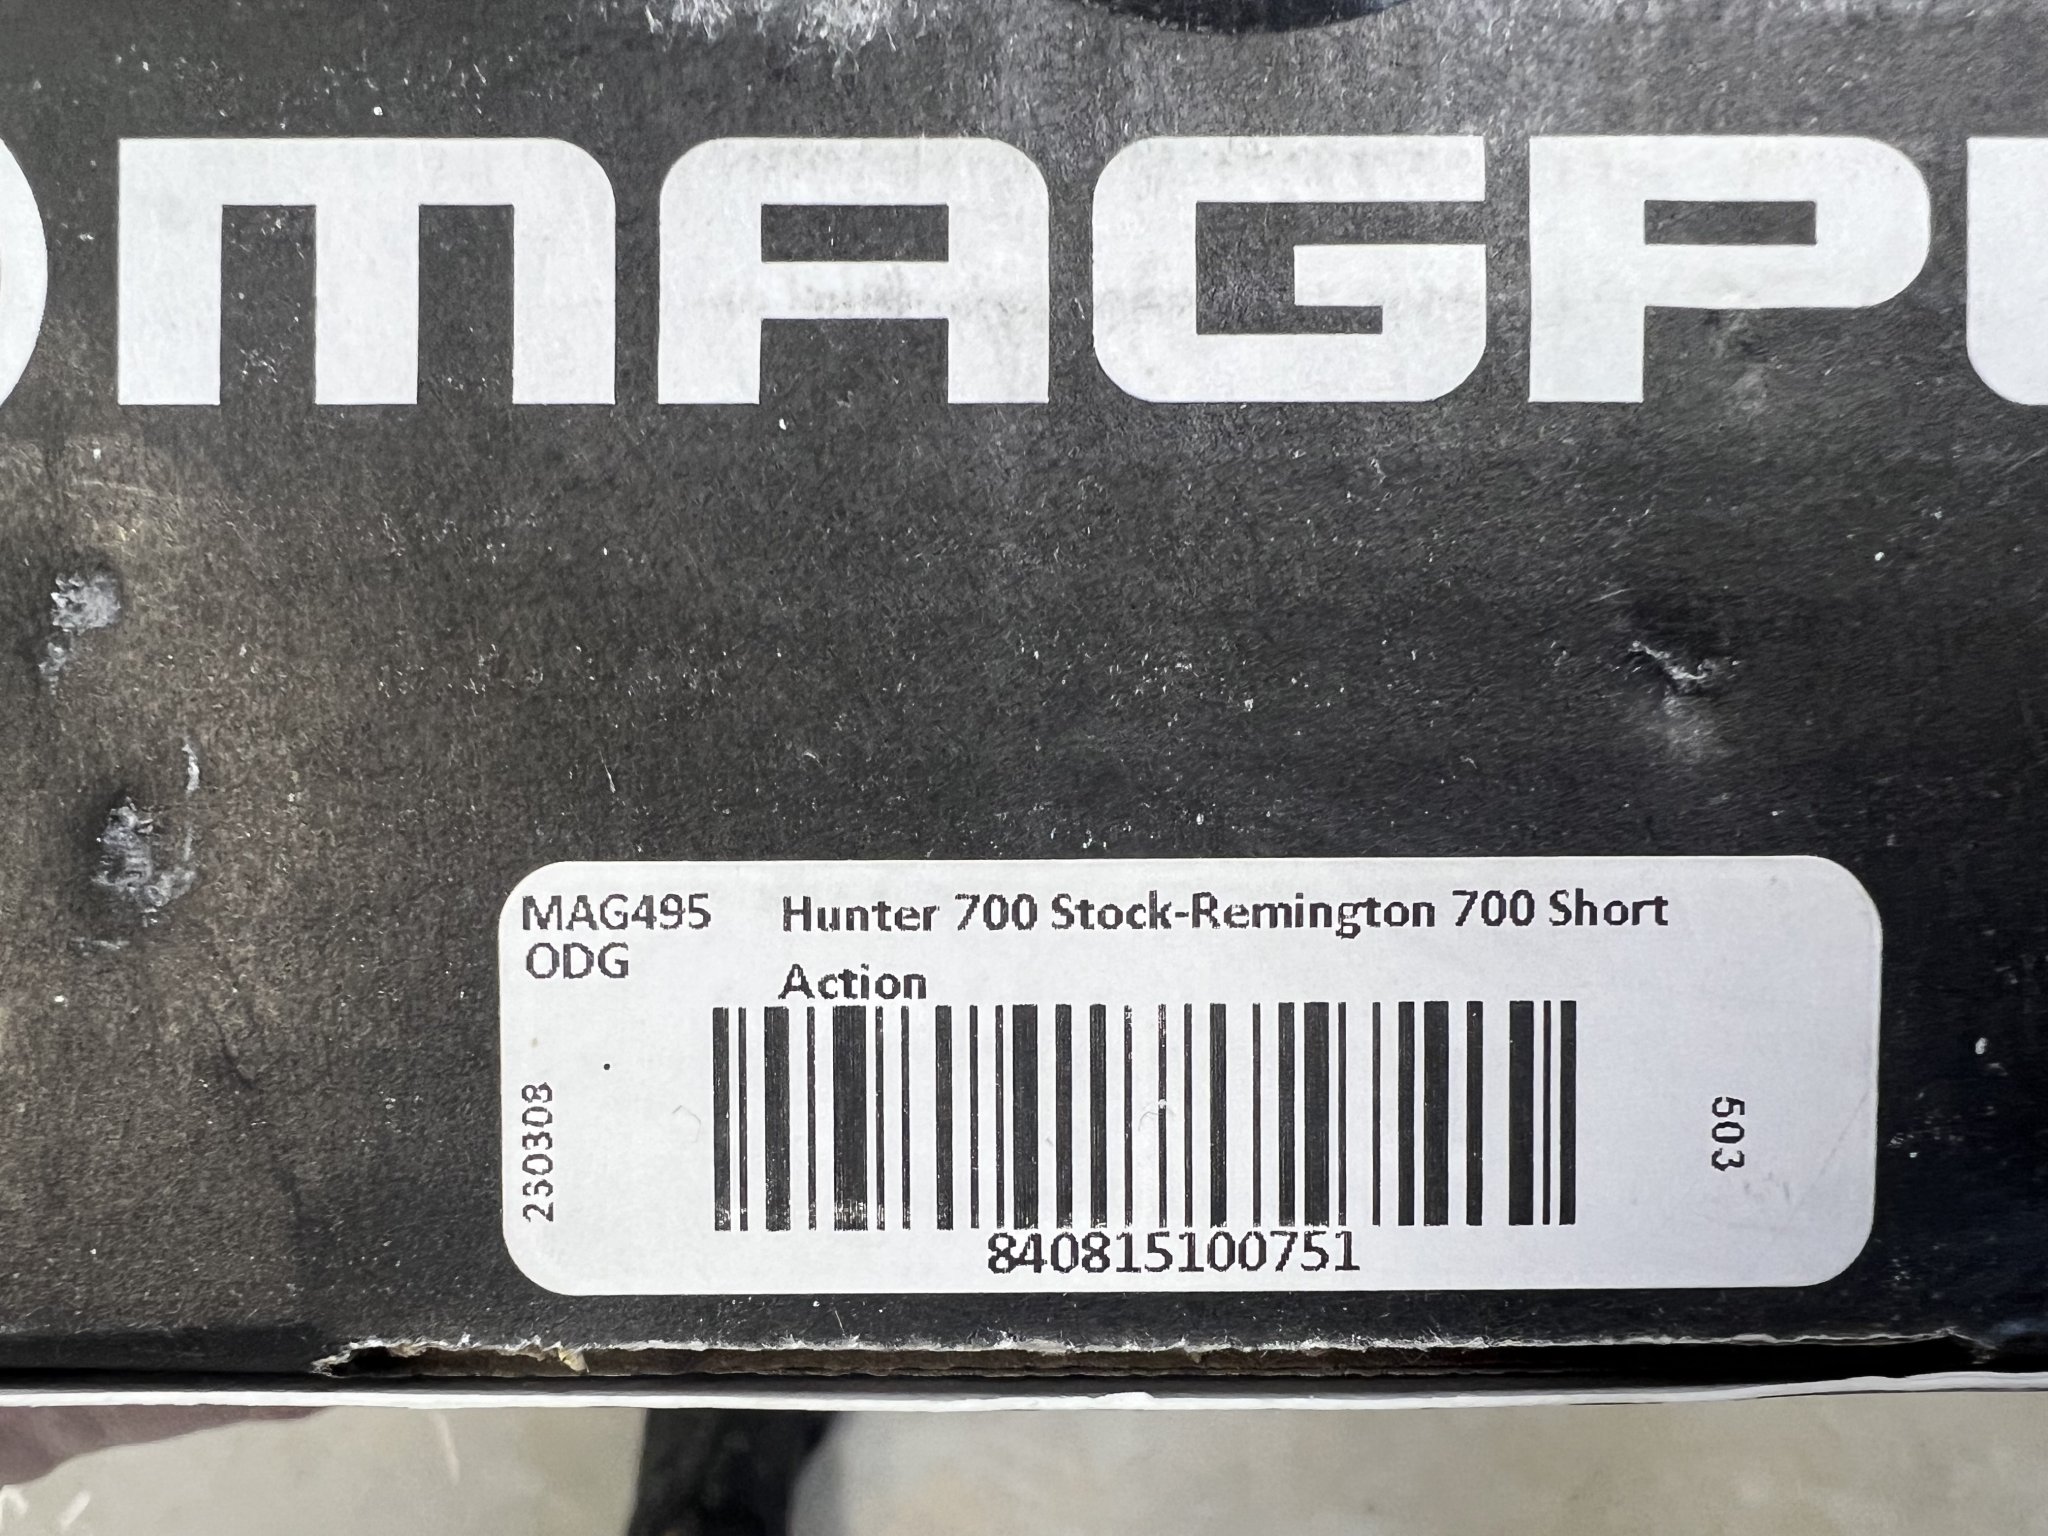 MAGPU
MAG495
ODG
Hunter 700 Stock-Remington 700 Short
Action
230308
503
840815100751